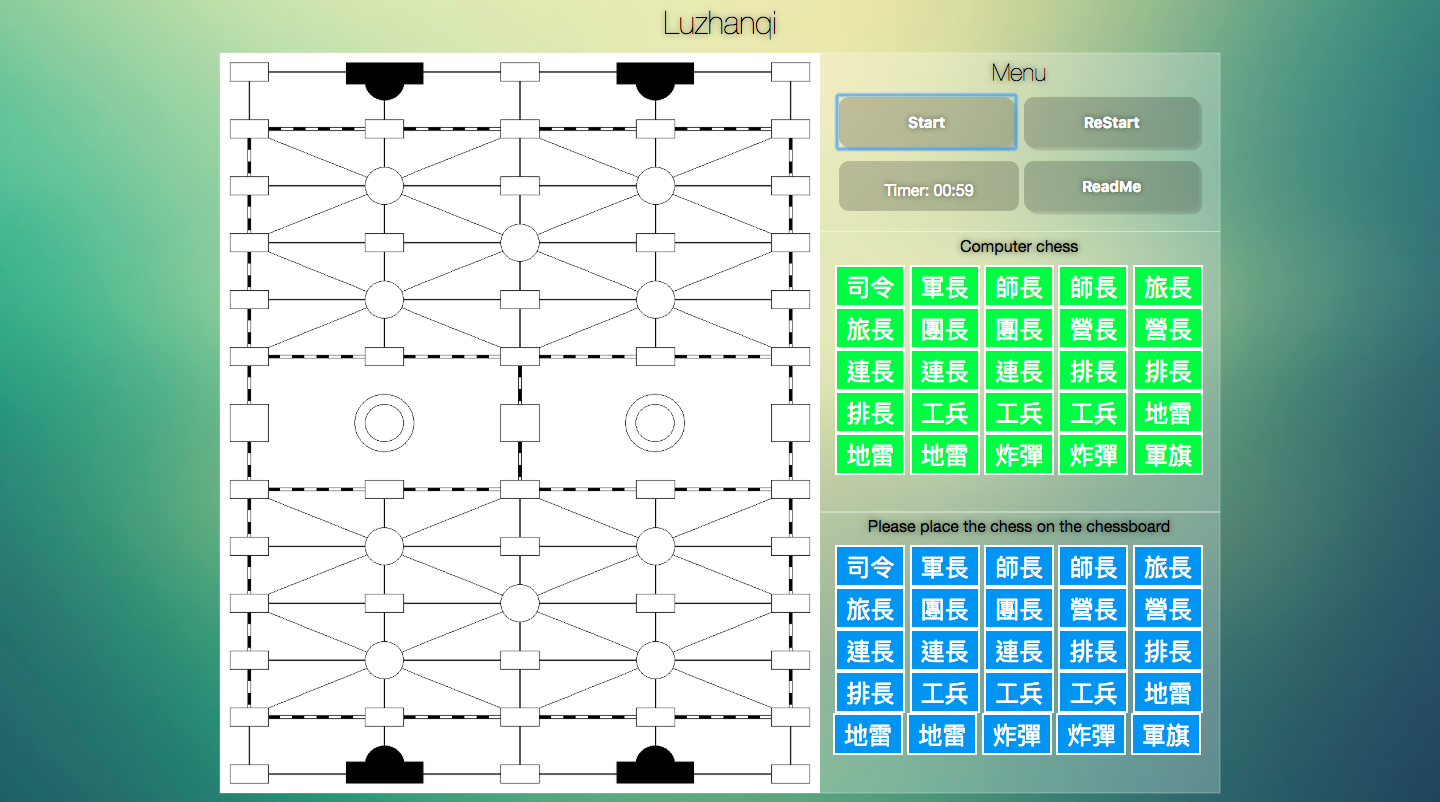 Luzhanqi
Menu
Start ReStart
Timer: 00:59 ReadMe
Computer chess
司令 軍長 師長 師長 旅長
旅長 團長 團長 營長 營長
連長 連長 連長 排長 排長
排長 工兵 工兵 工兵 地雷
地雷 地雷 炸彈 炸彈 軍旗
Please place the chess on the chessboard
司令 軍長 師長 師長 旅長
旅長 團長 團長 營長 營長
連長 連長 連長 排長 排長
排長 工兵 工兵 工兵 地雷
地雷 地雷 炸彈 炸彈 軍旗